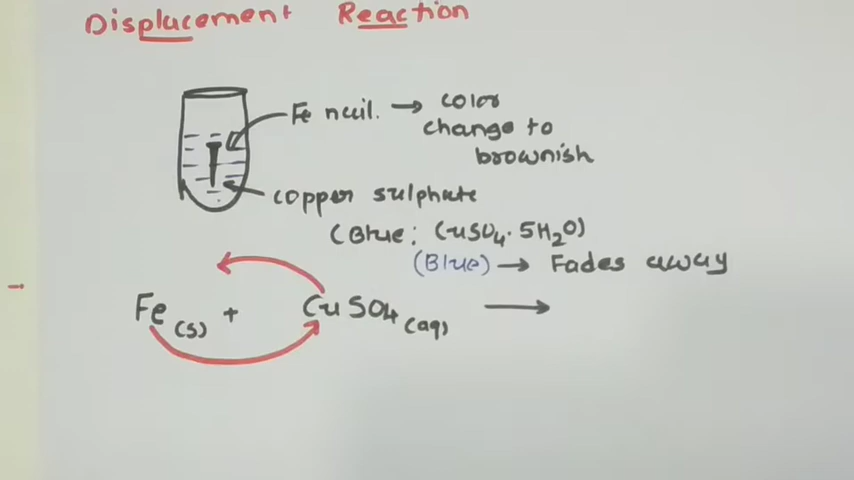 Displacement Reaction
Fe nail. → color
change to
brownish
copper sulphate
(Blue: CuSO₄·5H₂O)
(Blue) → Fades away
Fe (s) + CuSO₄ (aq) →